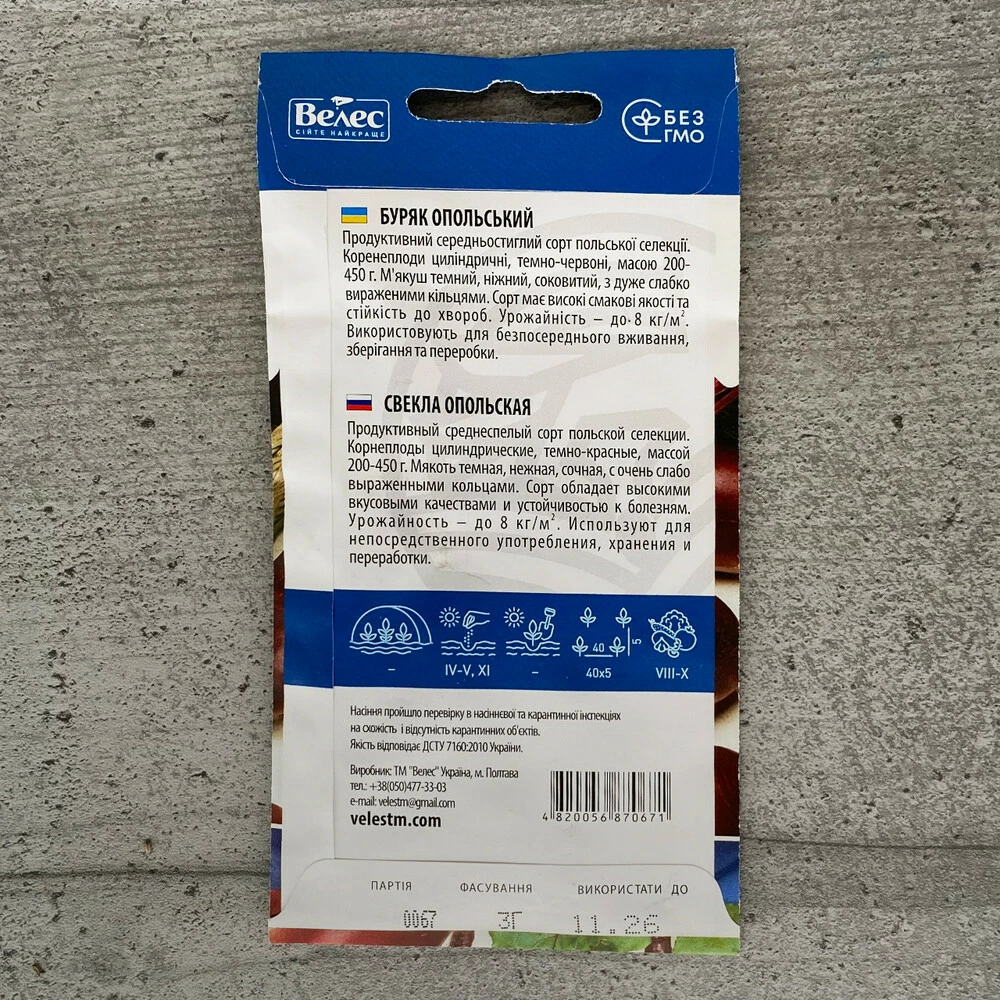 Велес
СІЙТЕ НАЙКРАЩЕ
БЕЗ
ГМО
БУРЯК ОПОЛЬСЬКИЙ
Продуктивний середньостиглий сорт польської селекції.
Коренеплоди циліндричні, темно-червоні, масою 200-
450 г. М'якуш темний, ніжний, соковитий, з дуже слабко
вираженими кільцями. Сорт має високі смакові якості та
стійкість до хвороб. Урожайність – до 8 кг/м².
Використовують для безпосереднього вживання,
зберігання та переробки.
СВЕКЛА ОПОЛЬСКАЯ
Продуктивный среднеспелый сорт польской селекции.
Корнеплоды цилиндрические, темно-красные, массой
200-450 г. Мякоть темная, нежная, сочная, с очень слабо
выраженными кольцами. Сорт обладает высокими
вкусовыми качествами и устойчивостью к болезням.
Урожайность – до 8 кг/м². Используют для
непосредственного употребления, хранения и
переработки.
40 5
– IV-V, XI – 40x5 VIII-X
Насіння пройшло перевірку в насіннєвої та карантинної інспекціях
на схожість і відсутність карантинних об'єктів.
Якість відповідає ДСТУ 7160:2010 України.
Виробник: ТМ "Велес" Україна, м. Полтава
тел.: +38(050)477-33-03
e-mail: velestm@gmail.com
velestm.com
4 820056 870671
ПАРТІЯ ФАСУВАННЯ ВИКОРИСТАТИ ДО
0067 3Г 11.26